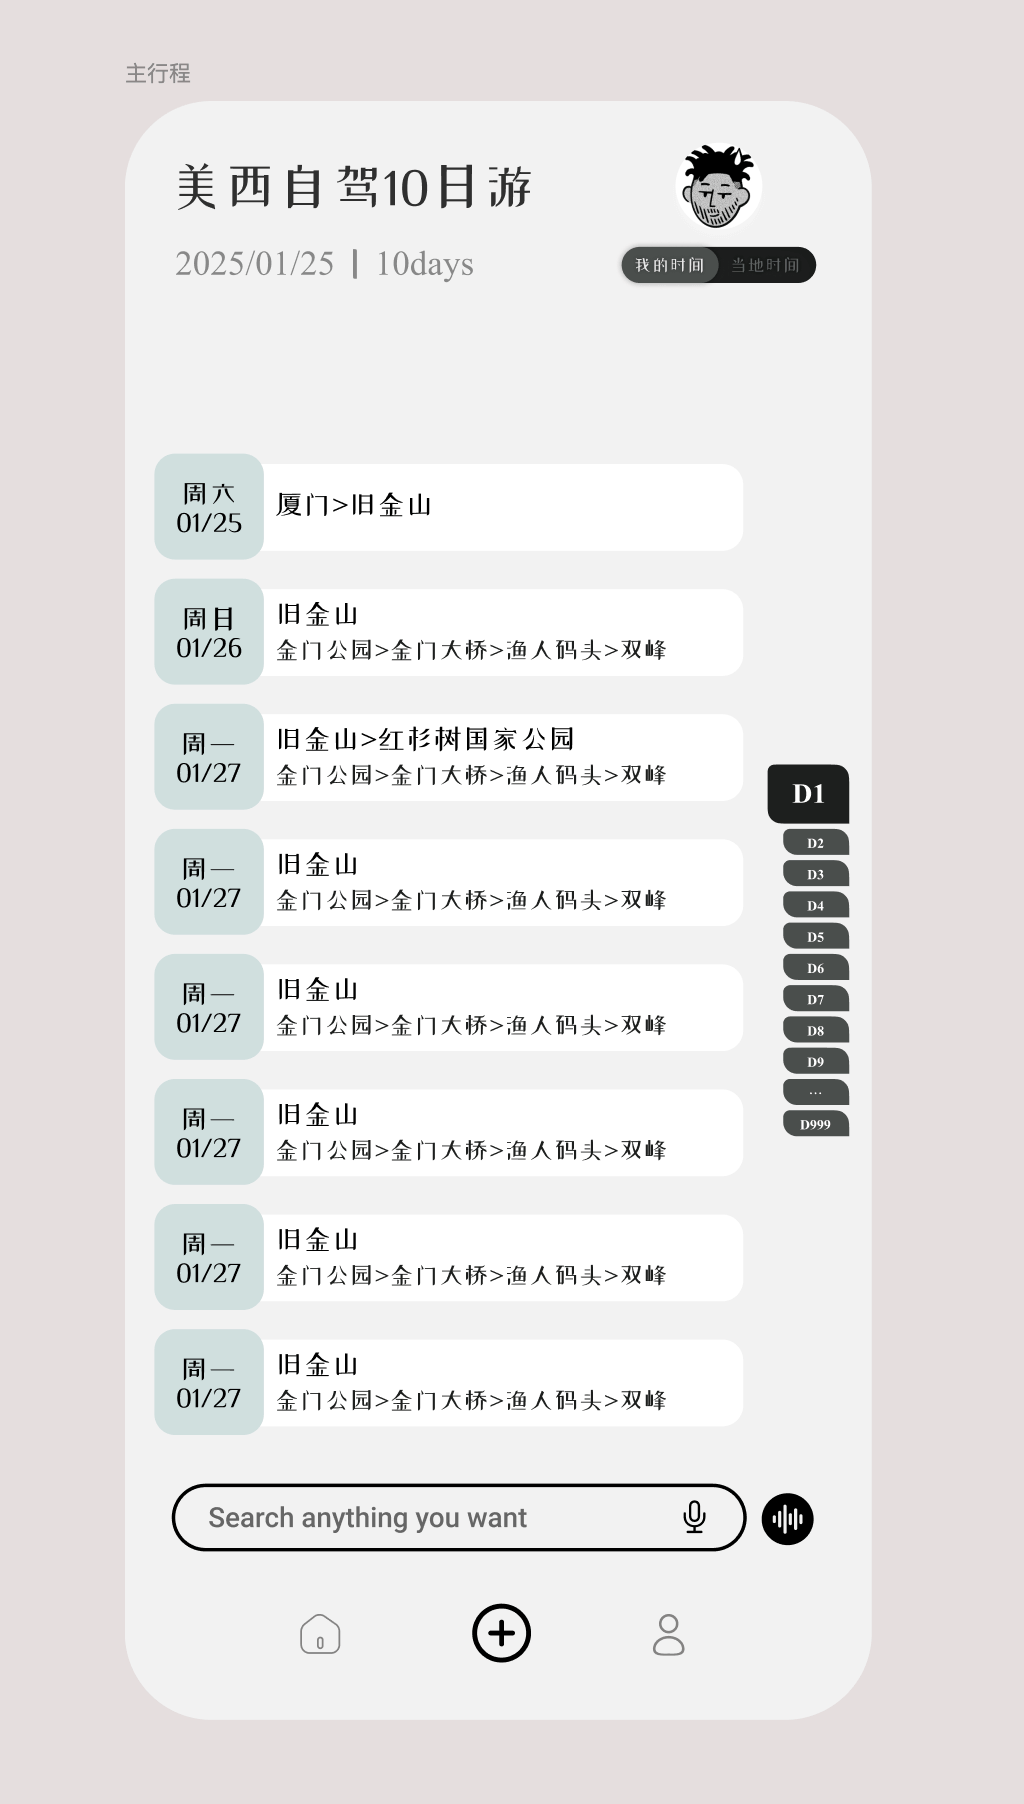 主行程
美西自驾10日游
2025/01/25 | 10days
我的时间 当地时间
周六
01/25
厦门>旧金山
周日
01/26
旧金山
金门公园>金门大桥>渔人码头>双峰
周一
01/27
旧金山>红杉树国家公园
金门公园>金门大桥>渔人码头>双峰
周一
01/27
旧金山
金门公园>金门大桥>渔人码头>双峰
周一
01/27
旧金山
金门公园>金门大桥>渔人码头>双峰
周一
01/27
旧金山
金门公园>金门大桥>渔人码头>双峰
周一
01/27
旧金山
金门公园>金门大桥>渔人码头>双峰
周一
01/27
旧金山
金门公园>金门大桥>渔人码头>双峰
D1
D2
D3
D4
D5
D6
D7
D8
D9
...
D999
Search anything you want